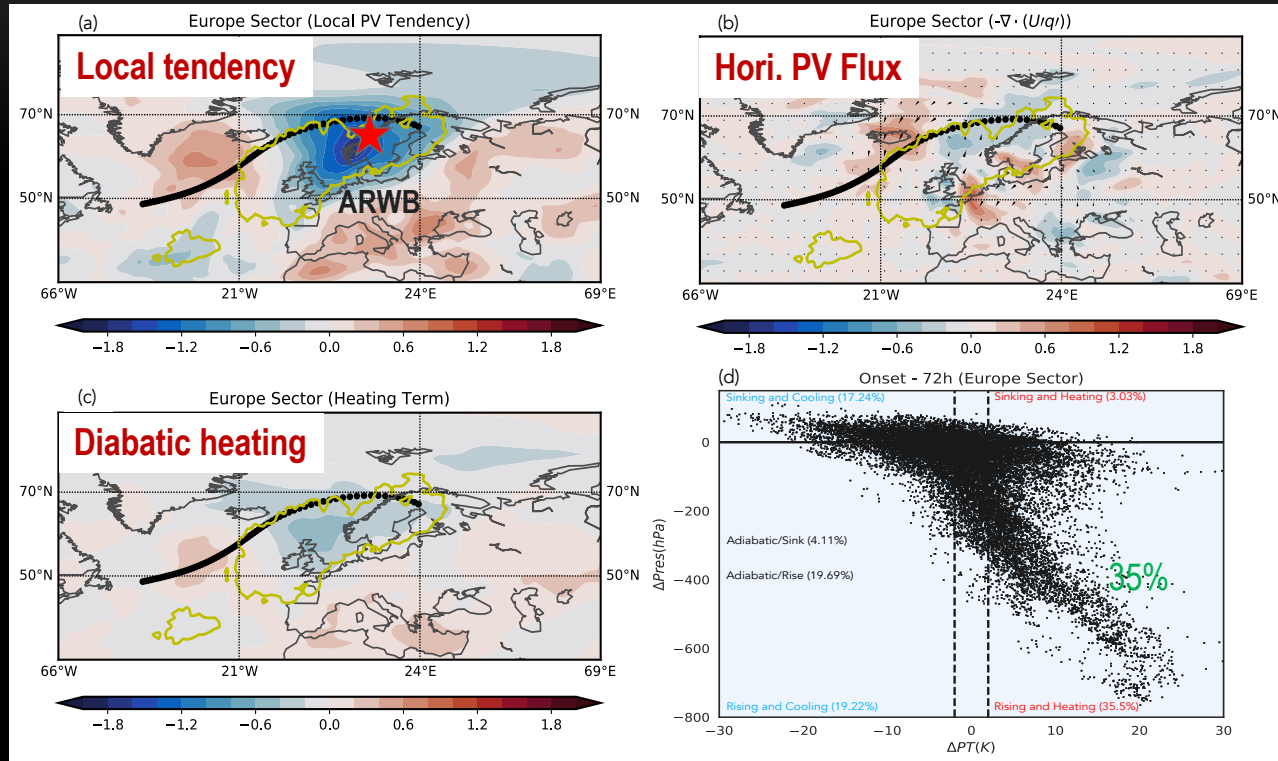 (a)
Europe Sector (Local PV Tendency)
Local tendency
ARWB
70°N
50°N
70°N
50°N
66°W
21°W
24°E
69°E
−1.8
−1.2
−0.6
0.0
0.6
1.2
1.8
(b)
Europe Sector (-∇· (U′q′))
Hori. PV Flux
70°N
50°N
70°N
50°N
66°W
21°W
24°E
69°E
−1.8
−1.2
−0.6
0.0
0.6
1.2
1.8
(c)
Europe Sector (Heating Term)
Diabatic heating
70°N
50°N
70°N
50°N
66°W
21°W
24°E
69°E
−1.8
−1.2
−0.6
0.0
0.6
1.2
1.8
(d)
Onset - 72h (Europe Sector)
Sinking and Cooling (17.24%)
Sinking and Heating (3.03%)
Adiabatic/Sink (4.11%)
Adiabatic/Rise (19.69%)
35%
Rising and Cooling (19.22%)
Rising and Heating (35.5%)
ΔPres(hPa)
0
−200
−400
−600
−800
−30
−20
−10
0
10
20
30
ΔPT(K)